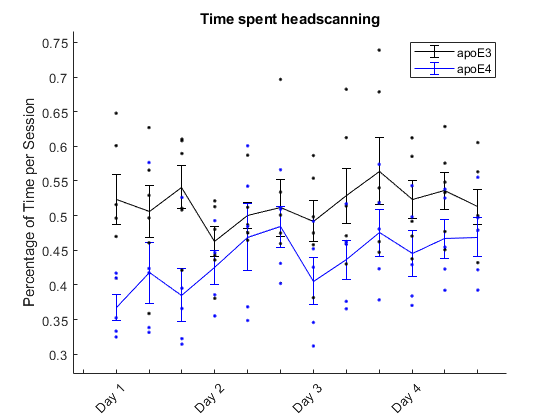 Time spent headscanning
apoE3
apoE4
Percentage of Time per Session
0.75
0.7
0.65
0.6
0.55
0.5
0.45
0.4
0.35
0.3
Day 1
Day 2
Day 3
Day 4